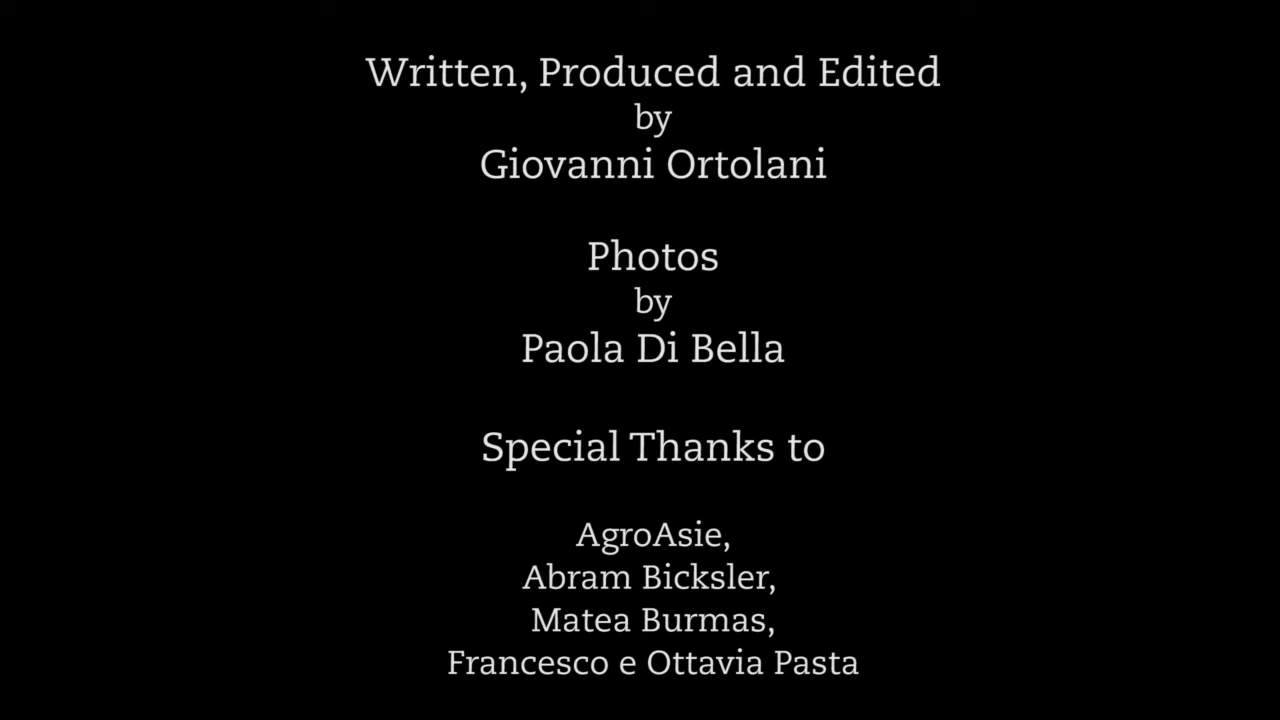 Written, Produced and Edited
by
Giovanni Ortolani
Photos
by
Paola Di Bella
Special Thanks to
AgroAsie,
Abram Bicksler,
Matea Burmas,
Francesco e Ottavia Pasta